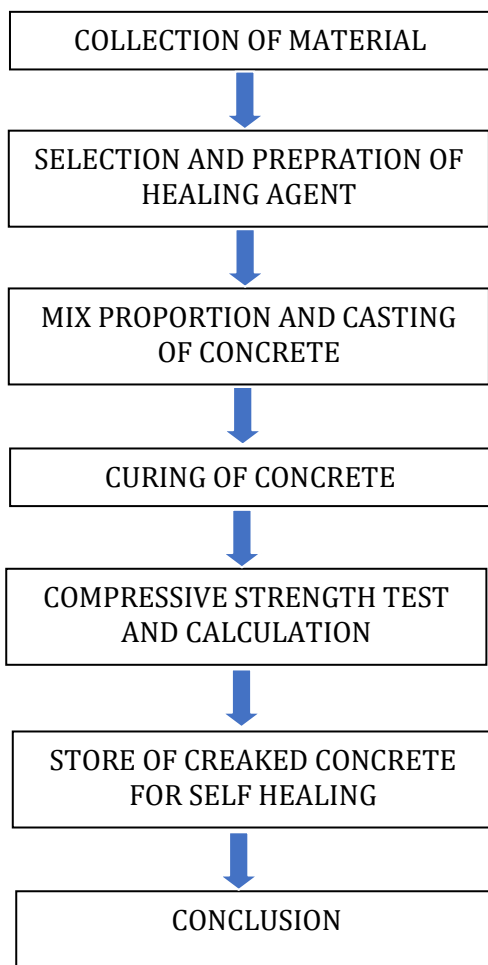 COLLECTION OF MATERIAL
SELECTION AND PREPRATION OF
HEALING AGENT
MIX PROPORTION AND CASTING
OF CONCRETE
CURING OF CONCRETE
COMPRESSIVE STRENGTH TEST
AND CALCULATION
STORE OF CREAKED CONCRETE
FOR SELF HEALING
CONCLUSION